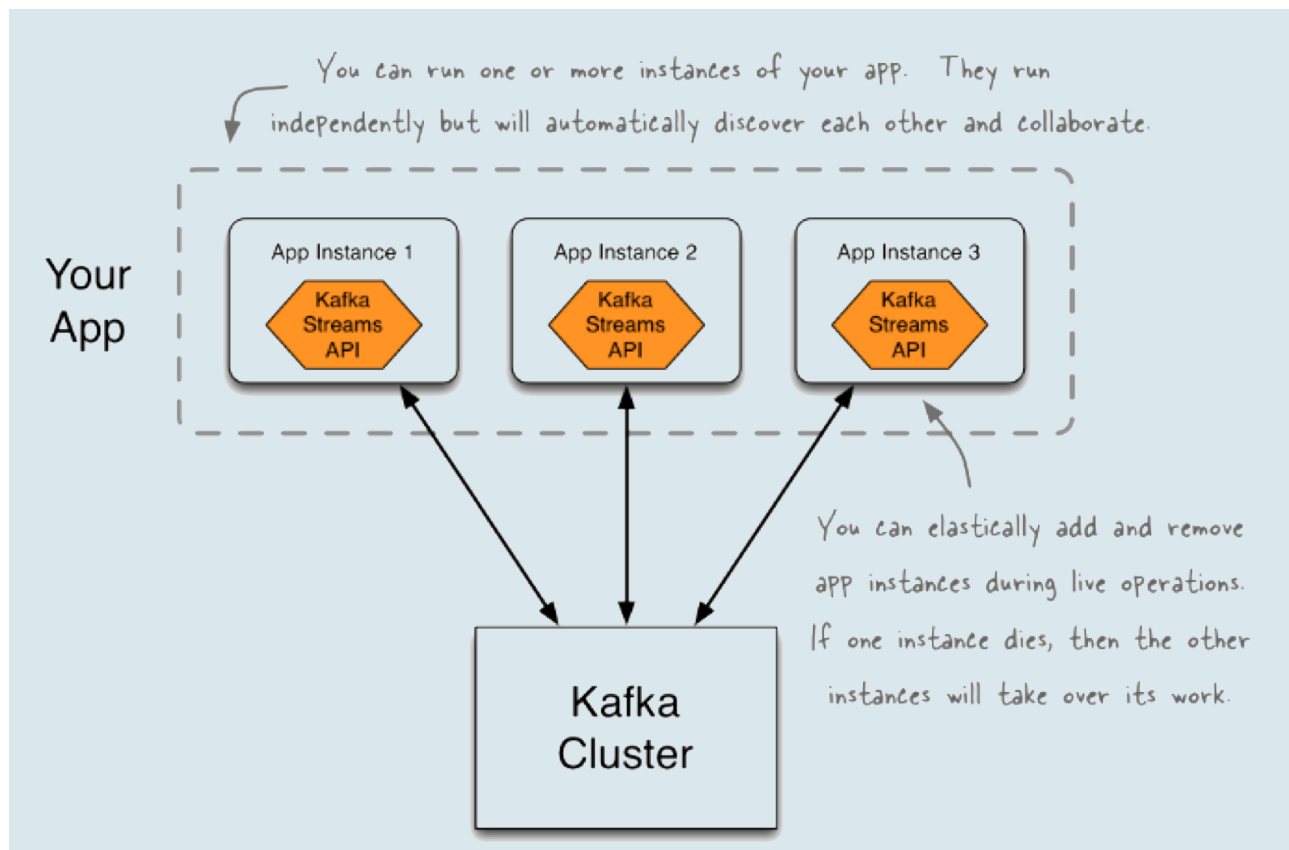 You can run one or more instances of your app. They run
independently but will automatically discover each other and collaborate.
Your
App
App Instance 1
Kafka
Streams
API
App Instance 2
Kafka
Streams
API
App Instance 3
Kafka
Streams
API
You can elastically add and remove
app instances during live operations.
If one instance dies, then the other
instances will take over its work.
Kafka
Cluster